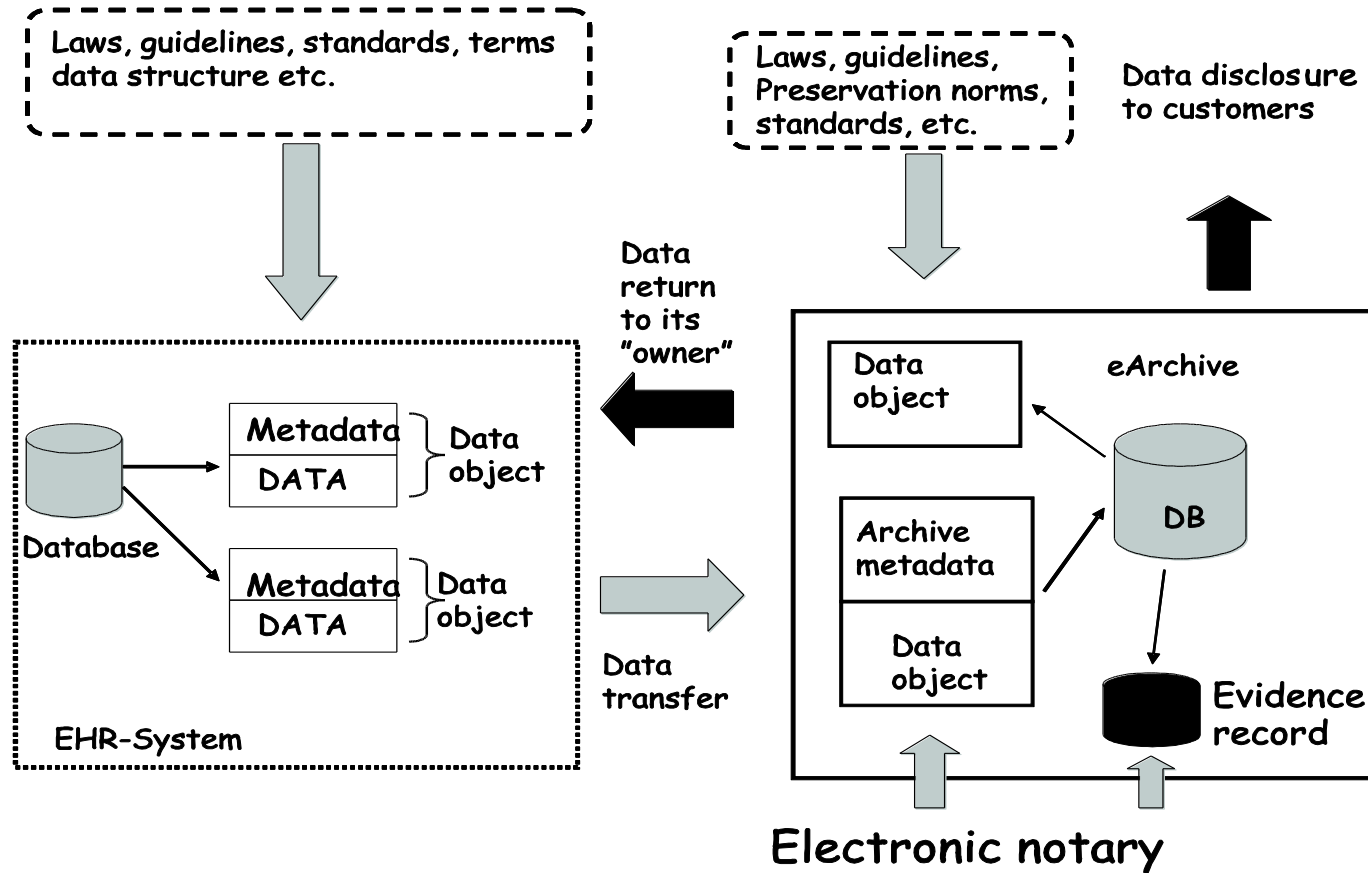 Laws, guidelines, standards, terms
data structure etc.
Laws, guidelines,
Preservation norms,
standards, etc.
Data disclosure
to customers
Data
return
to its
"owner"
Metadata
DATA
Data
object
Database
Metadata
DATA
Data
object
EHR-System
Data
transfer
Data
object
eArchive
DB
Archive
metadata
Data
object
Evidence
record
Electronic notary